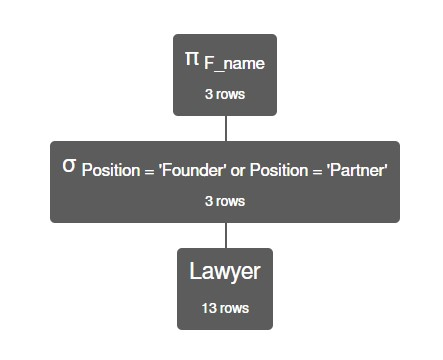 π F_name
3 rows
σ Position = 'Founder' or Position = 'Partner'
3 rows
Lawyer
13 rows